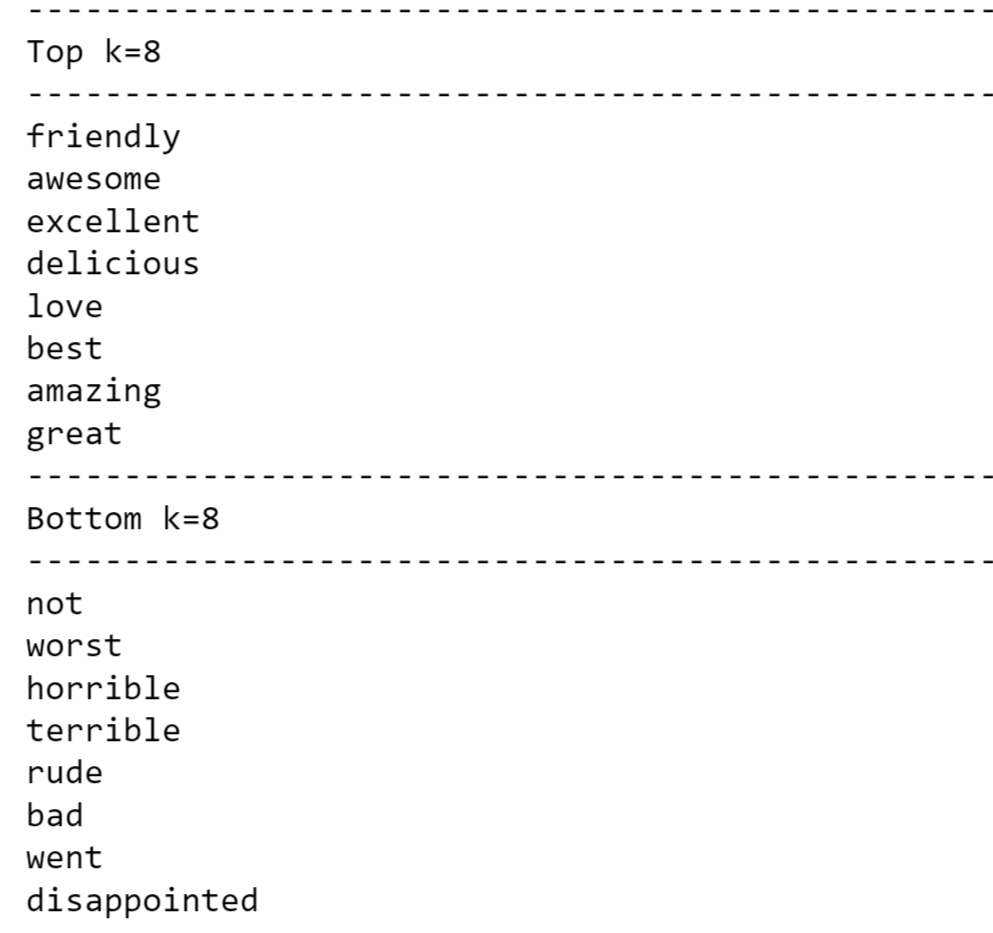 --------------------------------------------------
Top k=8
--------------------------------------------------
friendly
awesome
excellent
delicious
love
best
amazing
great
--------------------------------------------------
Bottom k=8
--------------------------------------------------
not
worst
horrible
terrible
rude
bad
went
disappointed